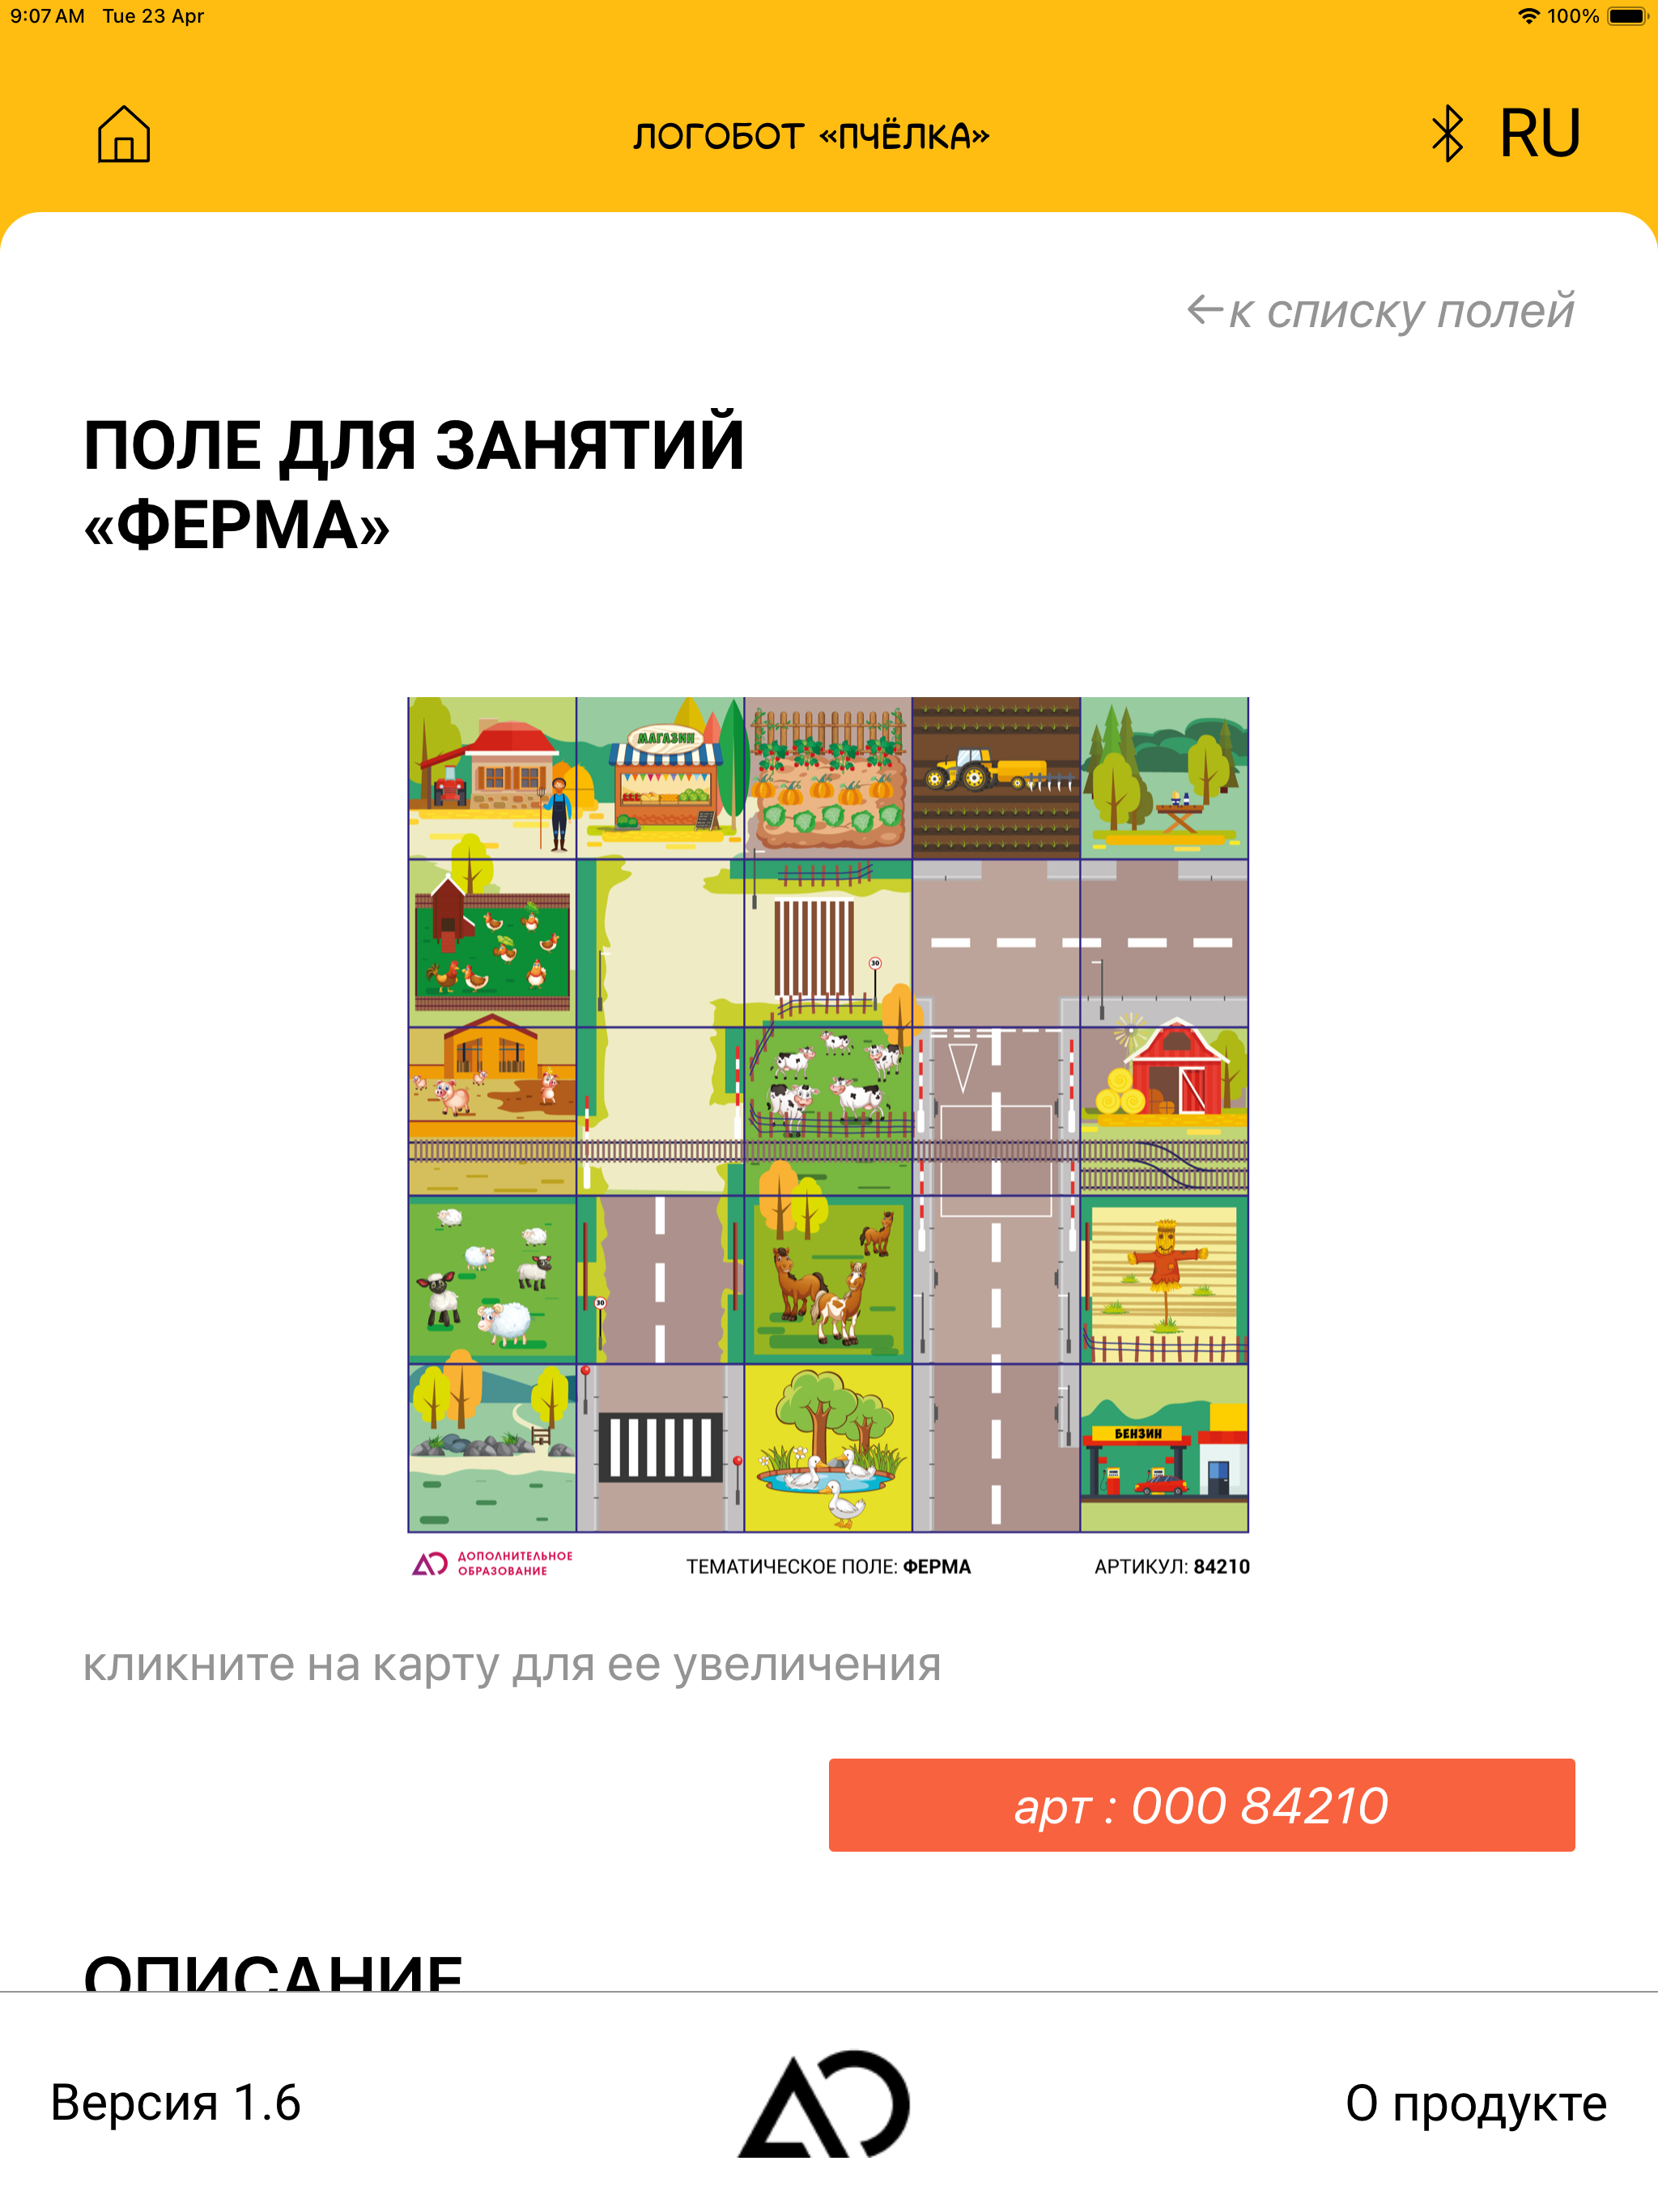 9:07 AM Tue 23 Apr
100%
ЛОГОБОТ «ПЧЁЛКА»
RU
←к списку полей
ПОЛЕ ДЛЯ ЗАНЯТИЙ
«ФЕРМА»
МАГАЗИН
30
30
БЕНЗИН
ДОПОЛНИТЕЛЬНОЕ
ОБРАЗОВАНИЕ
ТЕМАТИЧЕСКОЕ ПОЛЕ: ФЕРМА
АРТИКУЛ: 84210
кликните на карту для ее увеличения
арт : 000 84210
ОПИСАНИЕ
Версия 1.6
О продукте